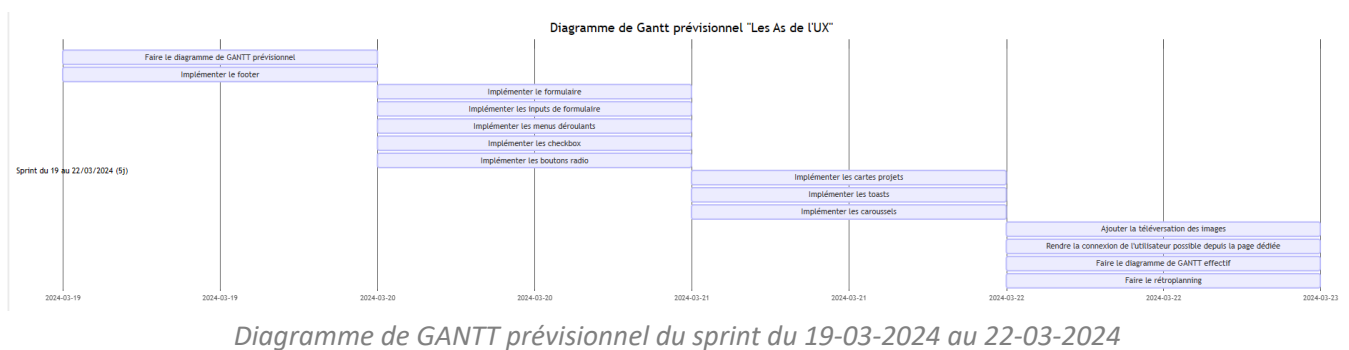 Diagramme de Gantt prévisionnel "Les As de l'UX"
Faire le diagramme de GANTT prévisionnel
Implémenter le footer
Implémenter le formulaire
Implémenter les inputs de formulaire
Implémenter les menus déroulants
Implémenter les checkbox
Implémenter les boutons radio
Sprint du 19 au 22/03/2024 (5j)
Implémenter les cartes projets
Implémenter les toasts
Implémenter les caroussels
Ajouter la téléversation des images
Rendre la connexion de l'utilsateur possible depuis la page dédiée
Faire le diagramme de GANTT effectif
Faire le rétroplanning
2024-03-19 2024-03-19 2024-03-20 2024-03-20 2024-03-21 2024-03-21 2024-03-22 2024-03-22 2024-03-23
Diagramme de GANTT prévisionnel du sprint du 19-03-2024 au 22-03-2024